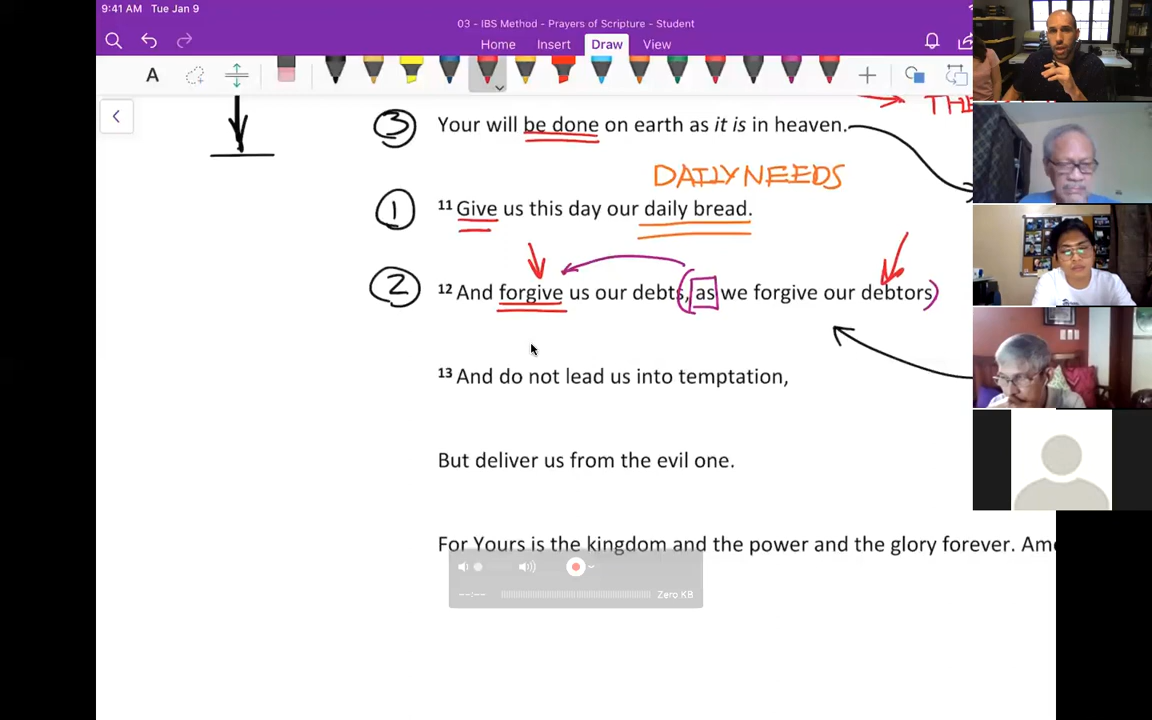 9:41 AM Tue Jan 9
03 - IBS Method - Prayers of Scripture - Student
Home Insert Draw View
A
THE
3 Your will be done on earth as it is in heaven.
DAILY NEEDS
1 11 Give us this day our daily bread.
2 12 And forgive us our debts, (as we forgive our debtors)
13 And do not lead us into temptation,
But deliver us from the evil one.
For Yours is the kingdom and the power and the glory forever. Ame
--:-- Zero KB